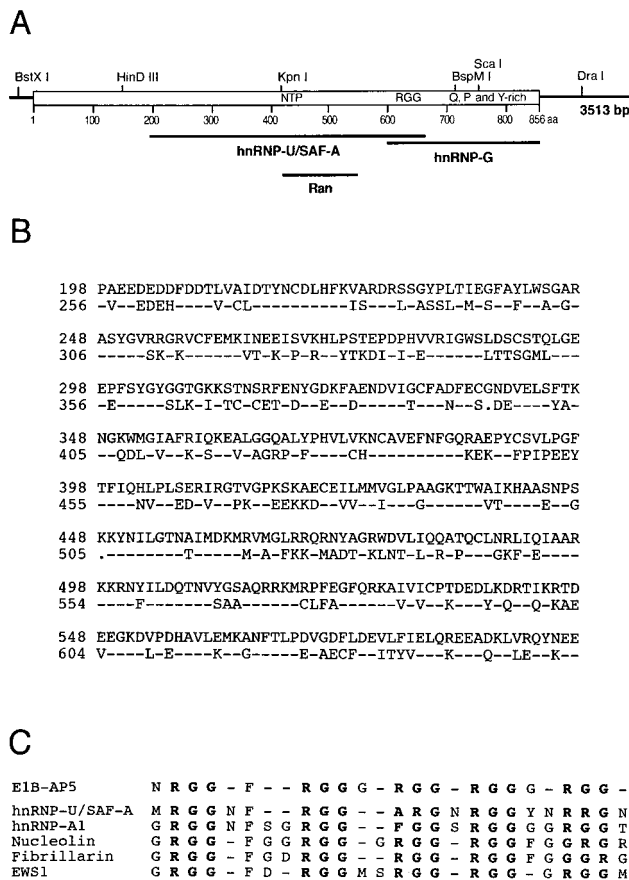 A
Sca I
BstX I HinD III Kpn I BspM I Dra I
NTP RGG Q, P and Y-rich
3513 bp
1 100 200 300 400 500 600 700 800 856 aa
hnRNP-U/SAF-A hnRNP-G
Ran
B
198 PAEEDEDDFDDTLVAIDTYNCDLHFKVARDRSSGYPLTIEGFAYLWSGAR
256 -V--EDEH----V-CL----------IS---L-ASSL-M-S--F--A-G-
248 ASYGVRRGRVCFEMKINEEISVKHLPSTEPDPHVVRIGWSLDSCSTQLGE
306 -----SK-K------VT-K-P-R--YTKDI-I-E------LTTSGML---
298 EPFSYGYGGTGKKSTNSRFENYGDKFAENDVIGCFADFECGNDVELSFTK
356 -E------SLK-I-TC-CET-D--E--D-----T---N--S.DE---YA-
348 NGKWMGIAFRIQKEALGGQALYPHVLVKNCAVEFNFGQRAEPYCSVLPGF
405 --QDL-V--K-S--V-AGRP-F----CH----------KEK--FPIPEEY
398 TFIQHLPLSERIRGTVGPKSKAECEILMMVGLPAAGKTTWAIKHAASNPS
455 ---NV--ED-V--PK--EEKKD--VV--I---G------VT-----E--G
448 KKYNILGTNAIMDKMRVMGLRRQRNYAGRWDVLIQQATQCLNRLIQIAAR
505 .--------T-----M-A-FKK-MADT-KLNT-L-R-P---GKF-E----
498 KKRNYILDQTNVYGSAQRRKMRPFEGFQRKAIVICPTDEDLKDRTIKRTD
554 ----F-------SAA----CLFA------V-V--K---Y-Q--Q-KAE
548 EEGKDVPDHAVLEMKANFTLPDVGDFLDEVLFIELQREEADKLVRQYNEE
604 V----L-E----K--G-----E-AECF--ITYV--K---Q--LE--K--
C
E1B-AP5 N R G G - F - - R G G G - R G G - R G G G - R G G -
hnRNP-U/SAF-A M R G G N F - - R G G - - A R G N R G G Y N R R G N
hnRNP-A1 G R G G N F S G R G G - - F G G S R G G G G R G G T
Nucleolin G R G G - F G G R G G - G R G G - R G G F G G R G R
Fibrillarin G R G G - F G D R G G - - R G G - R G G F G G R G G
EWS1 G R G G - F D - R G G M S R G G - R G G - G R G G M